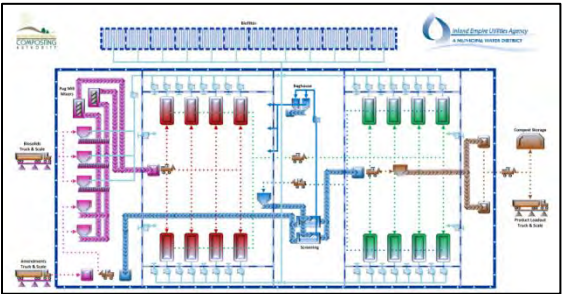 Biofilter
COMPOSTING
AUTHORITY
Inland Empire Utilities Agency
A MUNICIPAL WATER DISTRICT
Pug Mill
Mixers
Baghouse
Biosolids
Truck & Scale
Compost Storage
Product Loadout
Truck & Scale
Screening
Amendments
Truck & Scale